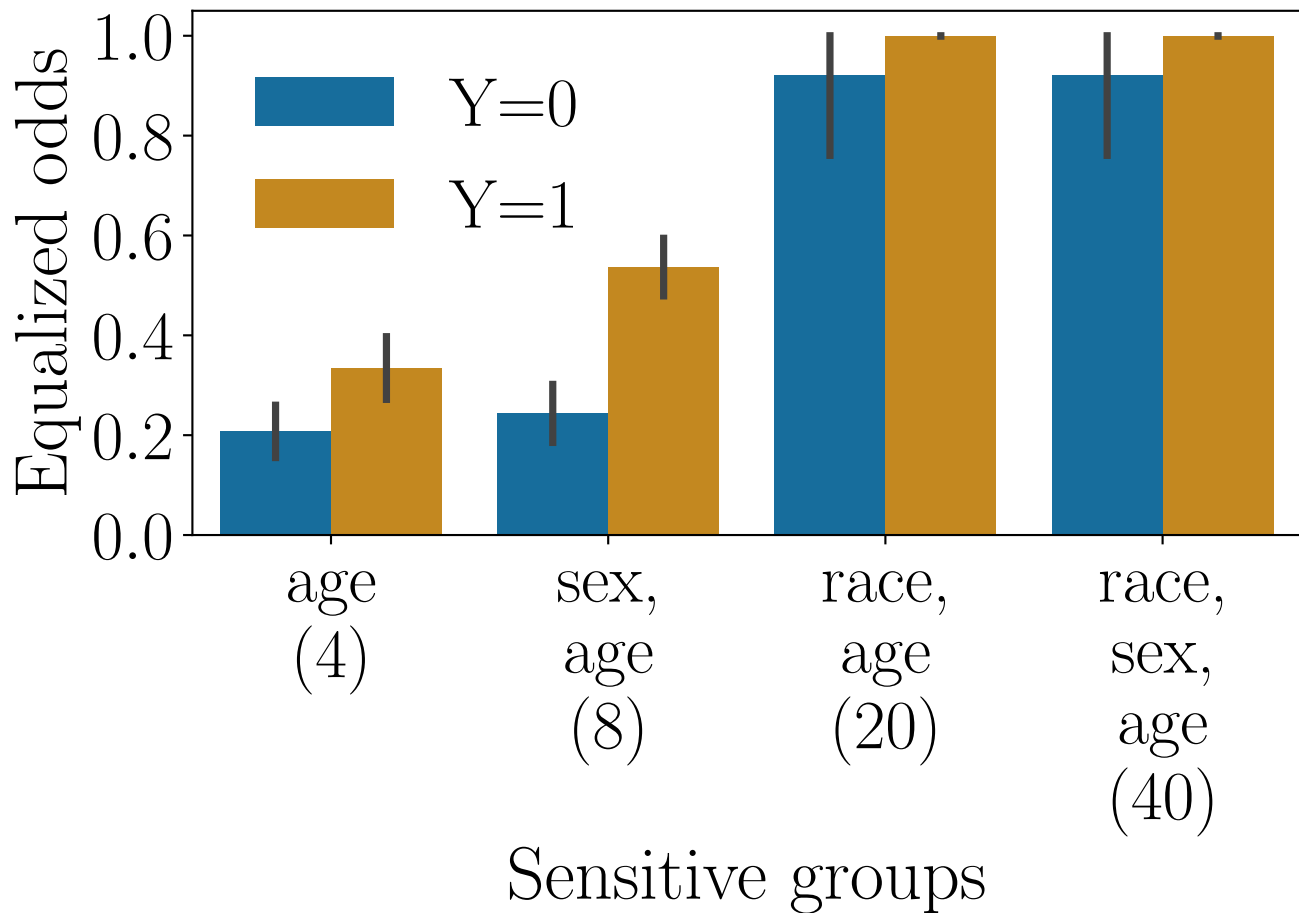 Equalized odds
1.0
0.8
0.6
0.4
0.2
0.0
Y=0
Y=1
age
(4)
sex,
age
(8)
race,
age
(20)
race,
sex,
age
(40)
Sensitive groups